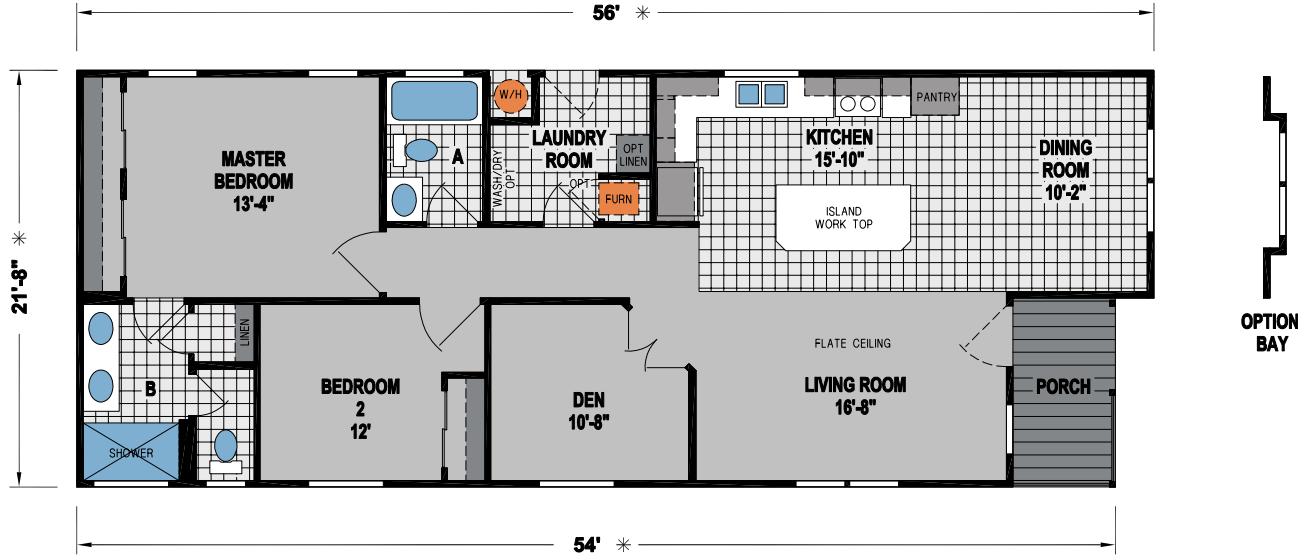 56' ✳
21'-8" ✳
MASTER
BEDROOM
13'-4"
A
W/H
LAUNDRY
ROOM
WASH/DRY
OPT
OPT
LINEN
OPT
FURN
KITCHEN
15'-10"
PANTRY
ISLAND
WORK TOP
DINING
ROOM
10'-2"
OPTION
BAY
LINEN
B
SHOWER
BEDROOM
2
12'
DEN
10'-8"
FLATE CEILING
LIVING ROOM
16'-8"
PORCH
54' ✳